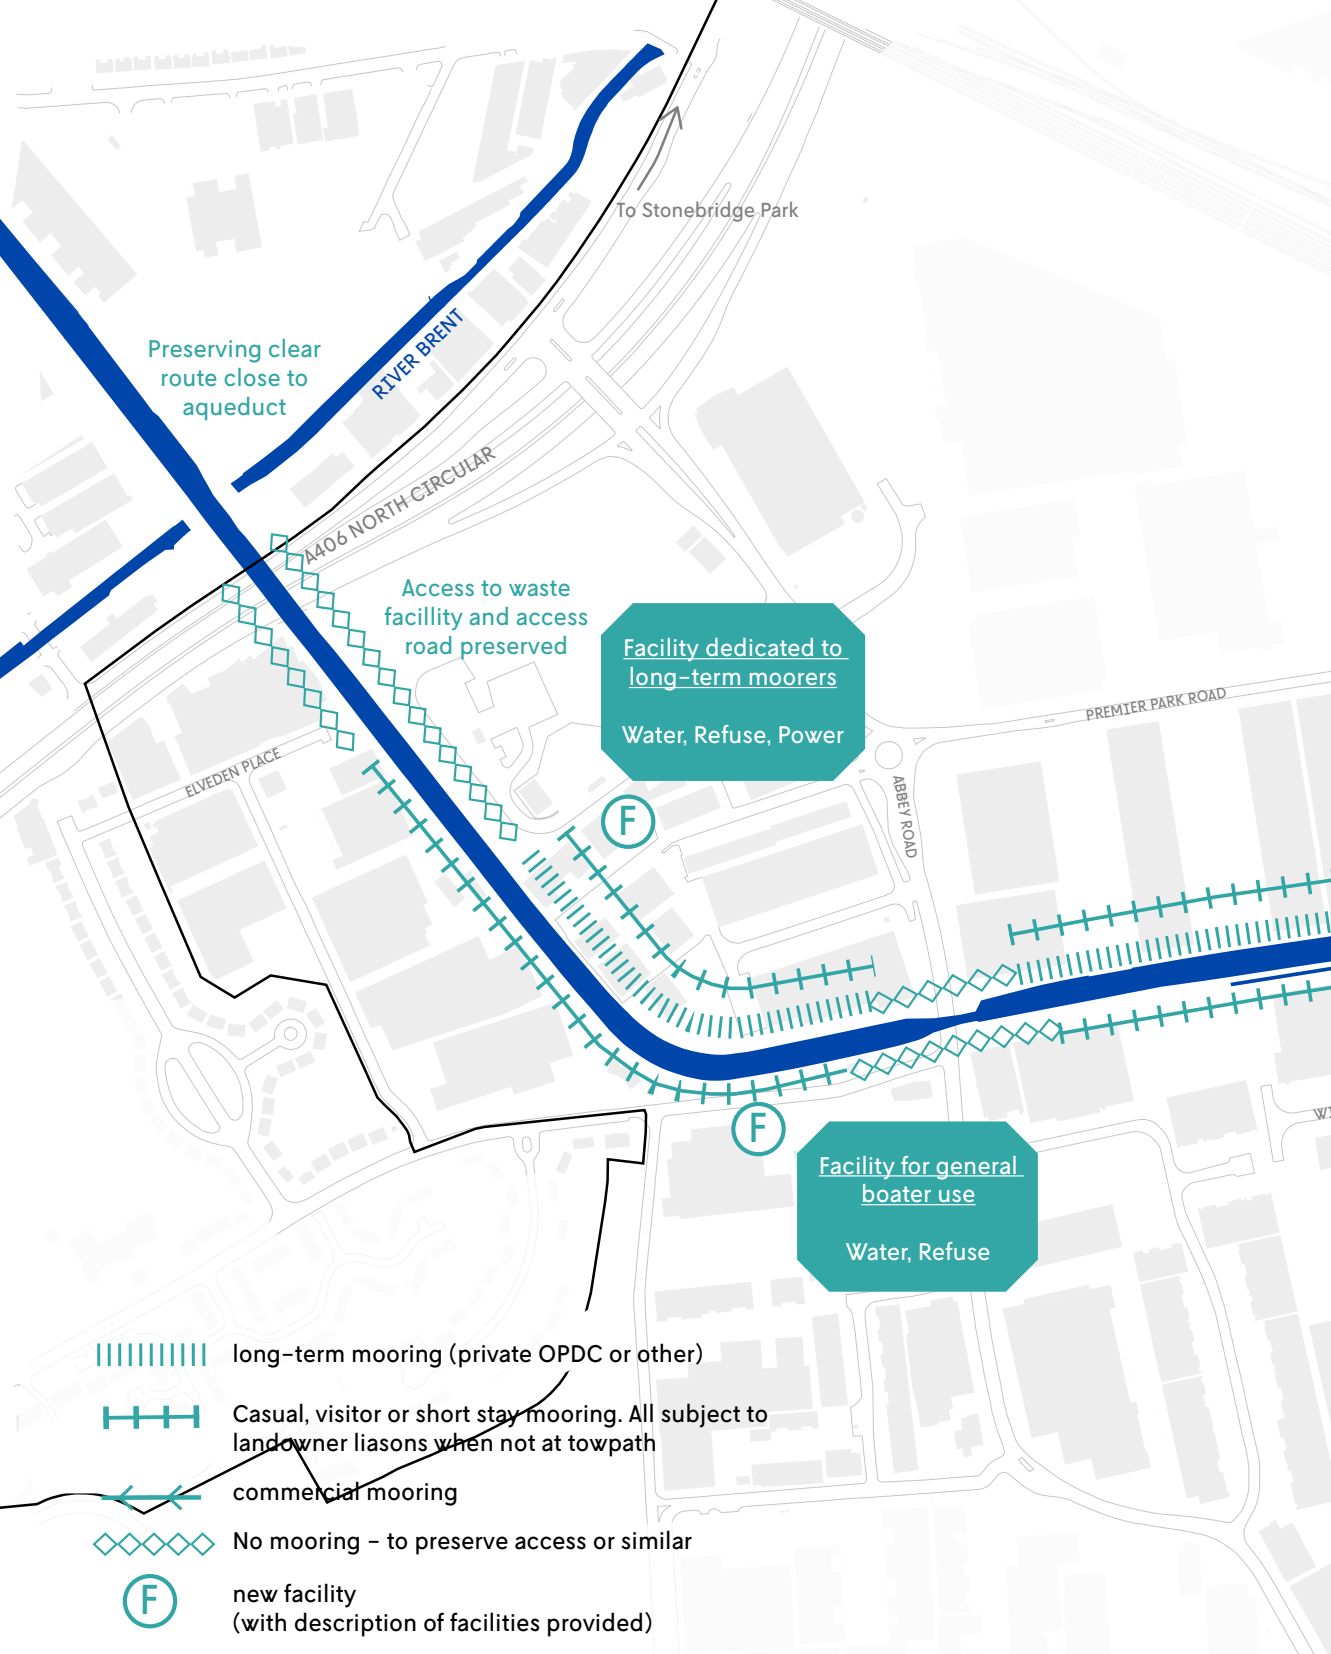 To Stonebridge Park
Preserving clear
route close to
aqueduct
RIVER BRENT
A406 NORTH CIRCULAR
Access to waste
facillity and access
road preserved
Facility dedicated to
long-term moorers
Water, Refuse, Power
PREMIER PARK ROAD
ELVEDEN PLACE
ABBEY ROAD
F
F
Facility for general
boater use
Water, Refuse
long-term mooring (private OPDC or other)
Casual, visitor or short stay mooring. All subject to
landowner liasons when not at towpath
commercial mooring
No mooring - to preserve access or similar
F
new facility
(with description of facilities provided)